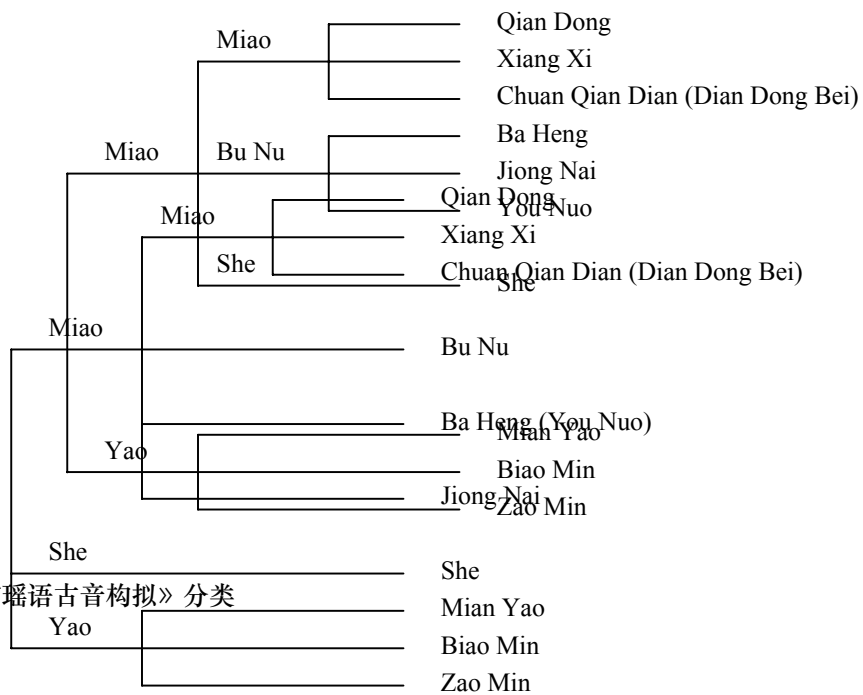 Qian Dong
Miao
Xiang Xi
Chuan Qian Dian (Dian Dong Bei)
Ba Heng
Miao
Bu Nu
Jiong Nai
Qian Dong
You Nuo
Miao
Xiang Xi
She
Chuan Qian Dian (Dian Dong Bei)
She
Miao
Bu Nu
Ba Heng (You Nuo)
Mian Yao
Yao
Biao Min
Jiong Nai
Zao Min
She
She
瑶语古音构拟》分类
Mian Yao
Yao
Biao Min
Zao Min